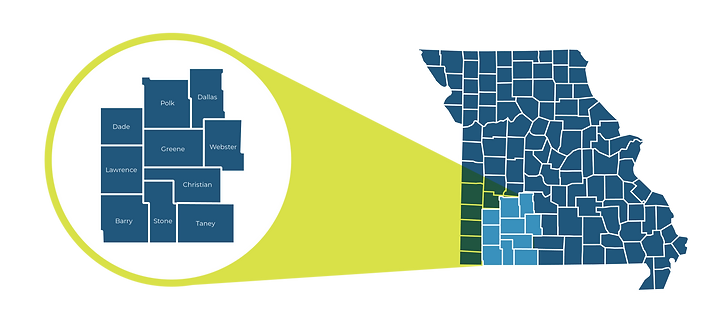 Dallas
Polk
Dade
Greene
Webster
Lawrence
Christian
Barry
Stone
Taney